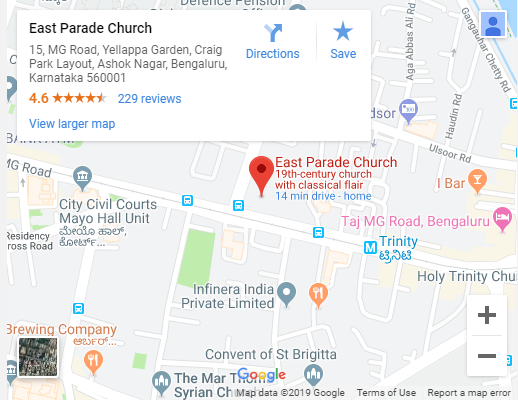 Defence Pension
East Parade Church
15, MG Road, Yellappa Garden, Craig
Park Layout, Ashok Nagar, Bengaluru,
Karnataka 560001
4.6
229 reviews
View larger map
Directions
Save
Aga Abbas Ali Rd
Gangadhar Chetty Rd
Haudin Rd
Ulsoor Rd
MG Road
East Parade Church
19th-century church
with classical flair
14 min drive - home
I Bar
City Civil Courts
Mayo Hall Unit
ಮೇಯೊ ಹಾಲ್,
ಕೋರ್ಟ್...
Residency
ross Road
Taj MG Road, Bengaluru
M Trinity
ಟ್ರಿನಿಟಿ
Holy Trinity Chu
Infinera India
Private Limited
Brewing Company
ಆರ್ಬರ್...
Convent of St Brigitta
The Mar Thoma
Syrian Ch
Google
Map data ©2019 Google
Terms of Use
Report a map error